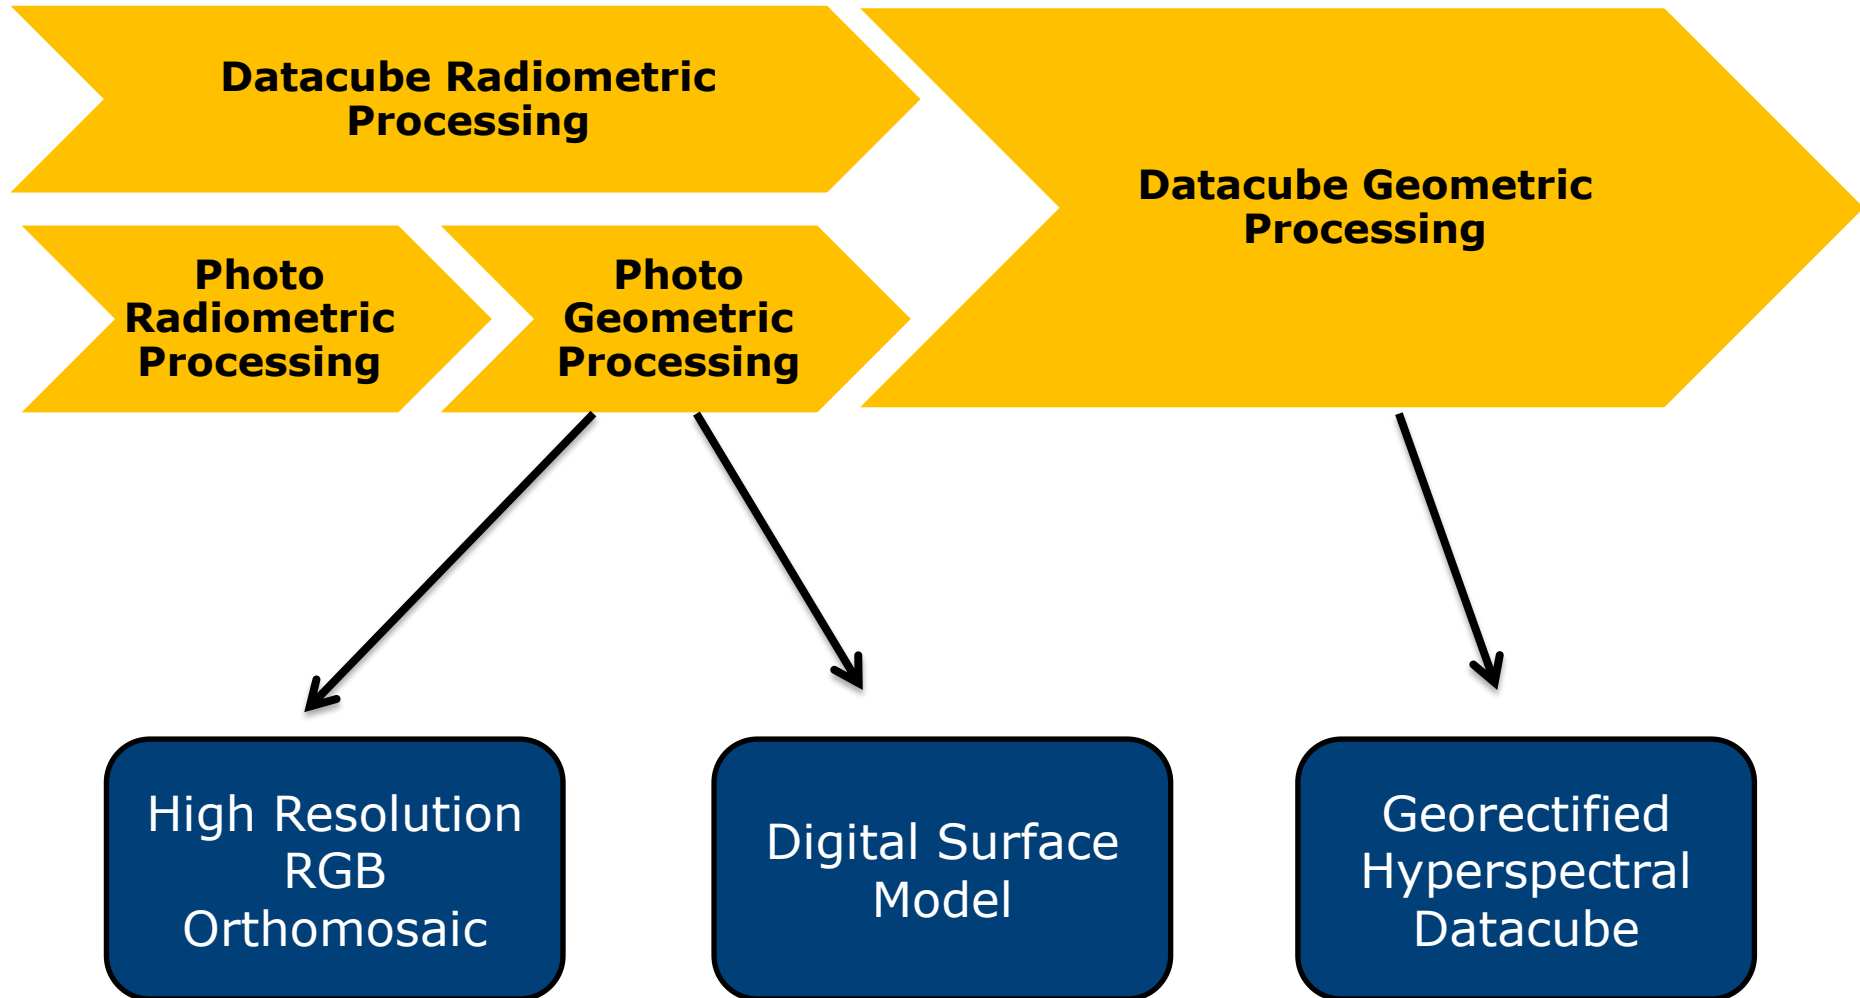 Datacube Radiometric
Processing
Datacube Geometric
Processing
Photo
Radiometric
Processing
Photo
Geometric
Processing
High Resolution
RGB
Orthomosaic
Digital Surface
Model
Georectified
Hyperspectral
Datacube